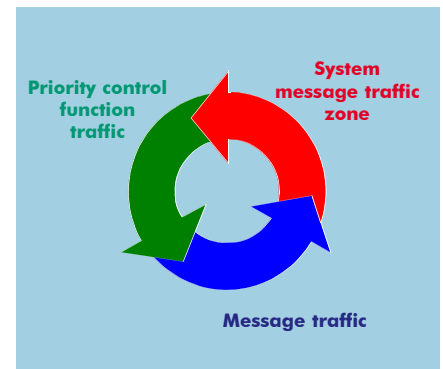 System
message traffic
zone
Priority control
function
traffic
Message traffic